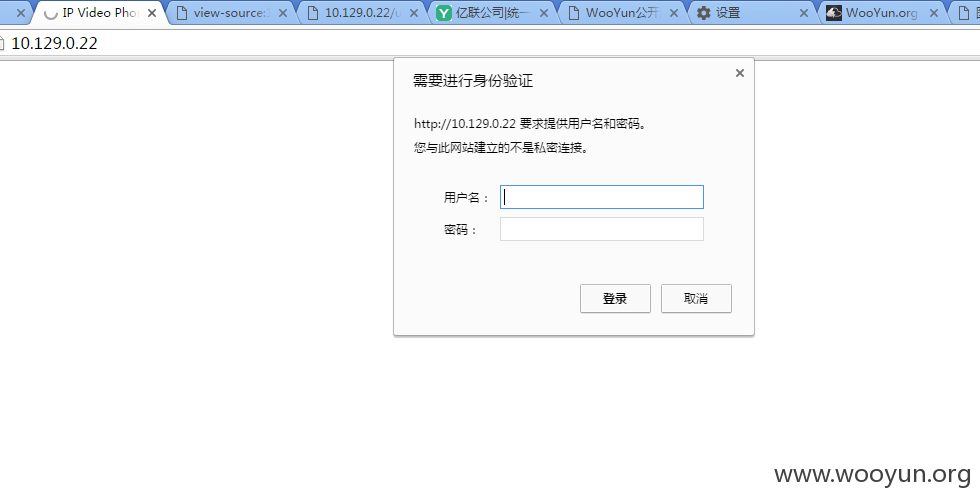 IP Video Pho
view-source:
10.129.0.22/u
亿联公司|统一
WooYun公开
设置
WooYun.org
10.129.0.22
需要进行身份验证
http://10.129.0.22 要求提供用户名和密码。
您与此网站建立的不是私密连接。
用户名：
密码：
登录
取消
www.wooyun.org